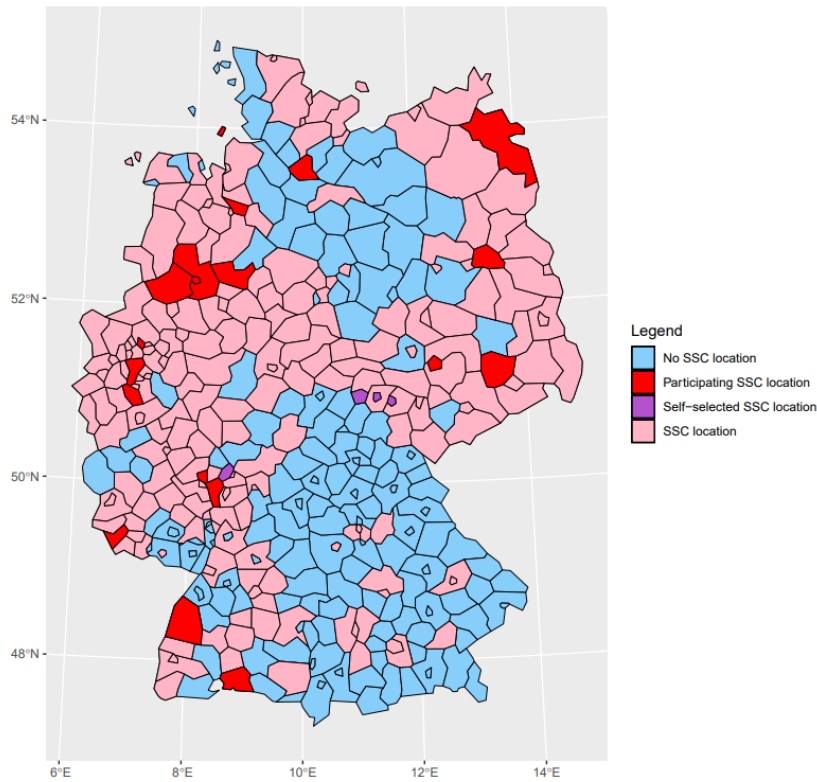 54°N
52°N
50°N
48°N
6°E
8°E
10°E
12°E
14°E
Legend
No SSC location
Participating SSC location
Self−selected SSC location
SSC location